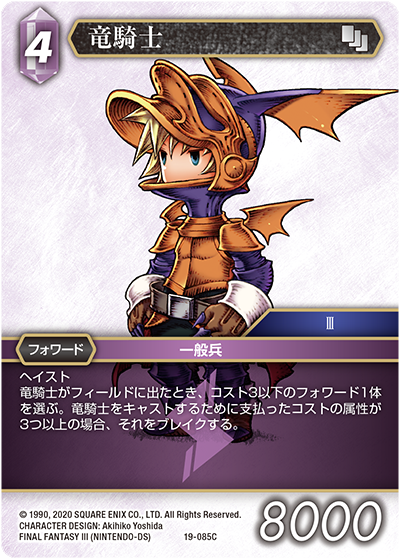 4
竜騎士
III
フォワード
一般兵
ヘイスト
竜騎士がフィールドに出たとき、コスト3以下のフォワード1体
を選ぶ。竜騎士をキャストするために支払ったコストの属性が
3つ以上の場合、それをブレイクする。
© 1990, 2020 SQUARE ENIX CO., LTD. All Rights Reserved.
CHARACTER DESIGN: Akihiko Yoshida
FINAL FANTASY III (NINTENDO-DS)
19-085C
8000